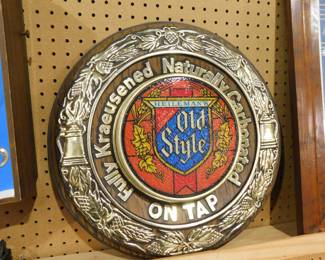 Fully Kraeusened Naturally Carbonated
HEILEMAN'S
Old
Style
ON TAP